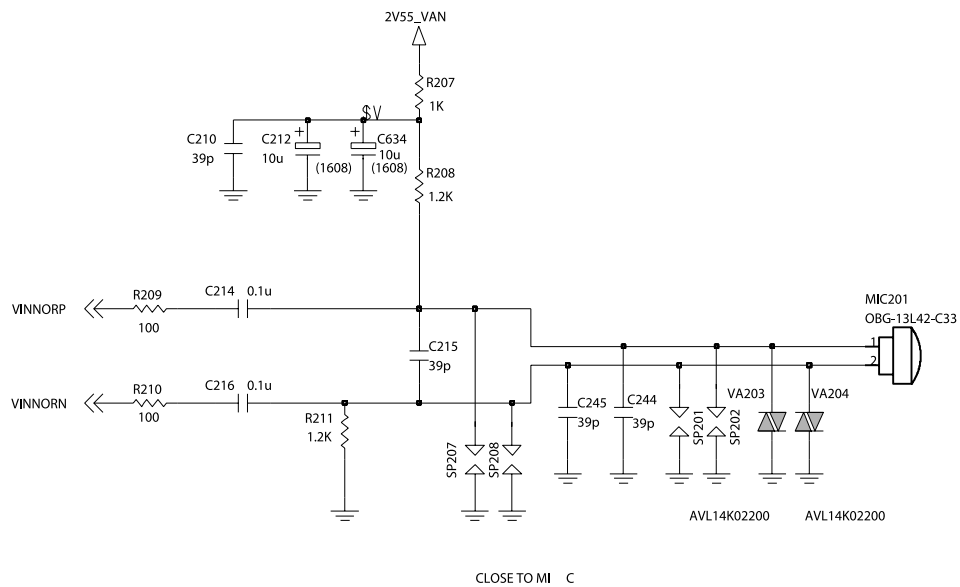 2V55_VAN
R207
1K
$V
C210
39p
C212
10u
(1608)
C634
10u
(1608)
R208
1.2K
VINNORP
R209
100
C214 0.1u
MIC201
OBG-13L42-C33
1
2
C215
39p
VINNORN
R210
100
C216 0.1u
R211
1.2K
SP207
SP208
C245
39p
C244
39p
SP201
SP202
VA203
VA204
AVL14K02200
AVL14K02200
CLOSE TO MI C